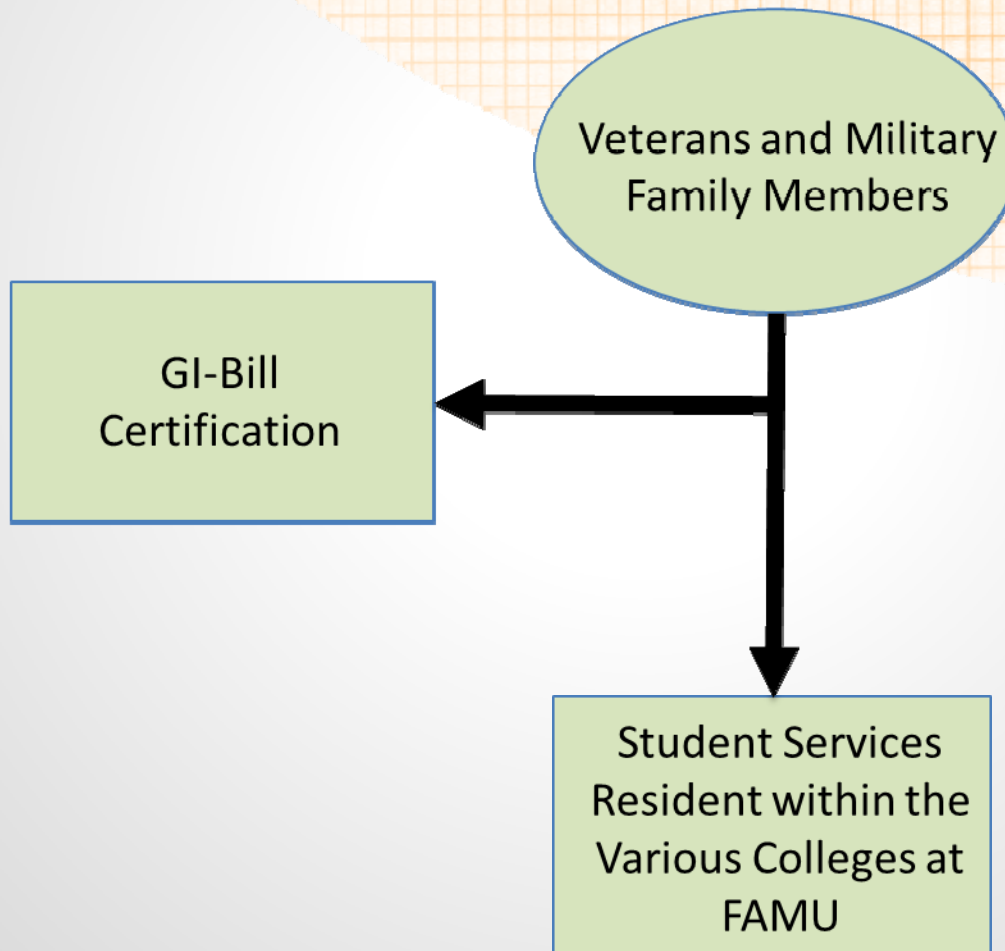 Veterans and Military
Family Members
GI-Bill
Certification
Student Services
Resident within the
Various Colleges at
FAMU